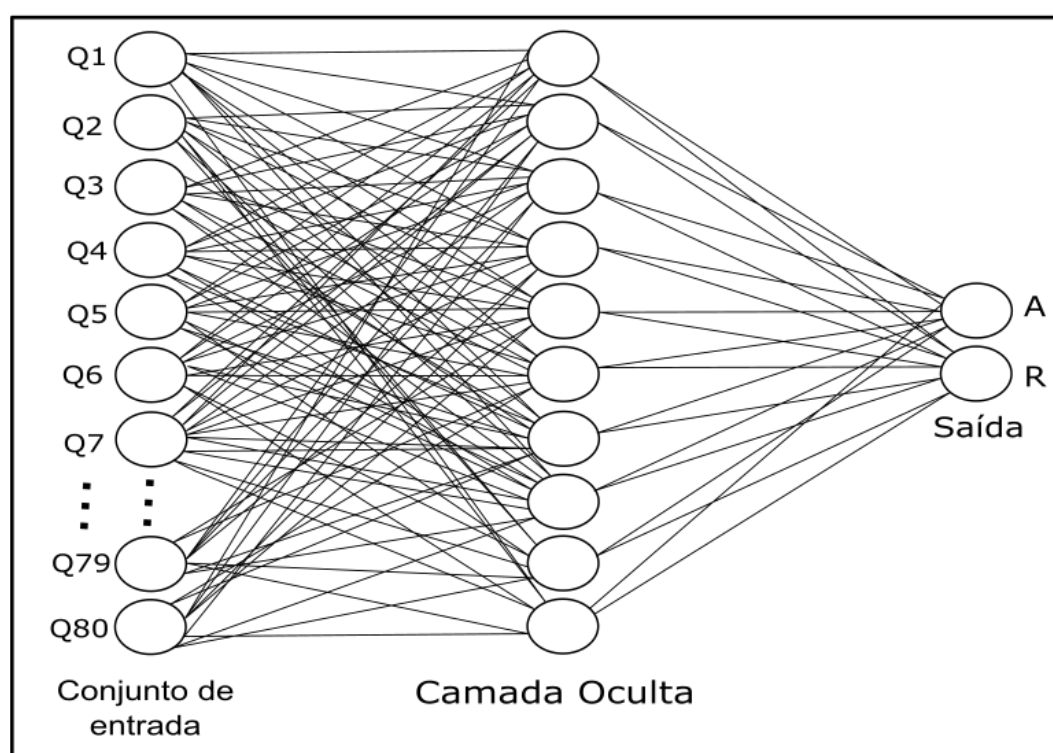 Q1
Q2
Q3
Q4
Q5
Q6
Q7
Q79
Q80
A
R
Saída
Conjunto de
entrada
Camada Oculta